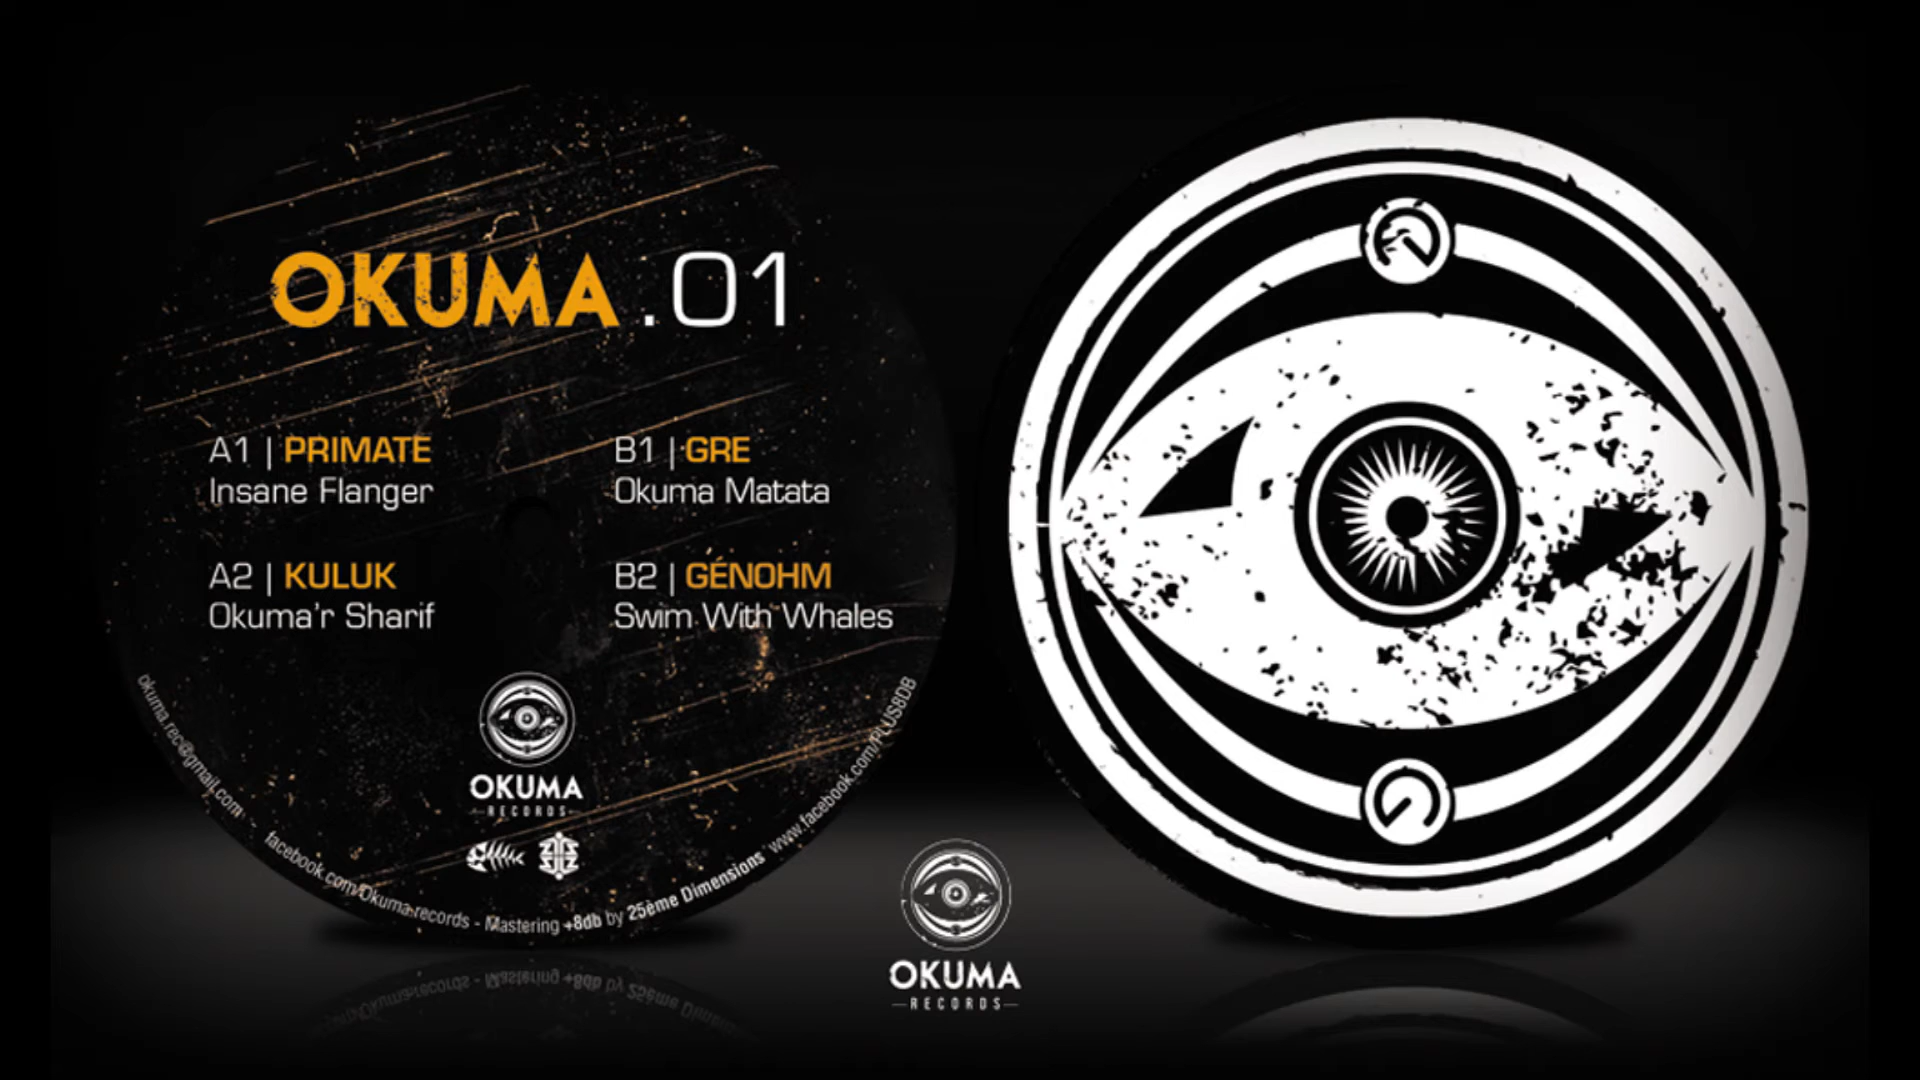 OKUMA .01
A1 | PRIMATE
Insane Flanger
B1 | GRE
Okuma Matata
A2 | KULUK
Okuma'r Sharif
B2 | GÉNOHM
Swim With Whales
OKUMA
RECORDS
okuma.rec@gmail.com - facebook.com/Okuma.records - Mastering +8db by 25ème Dimensions www.facebook.com/PLUS8DB
OKUMA
RECORDS